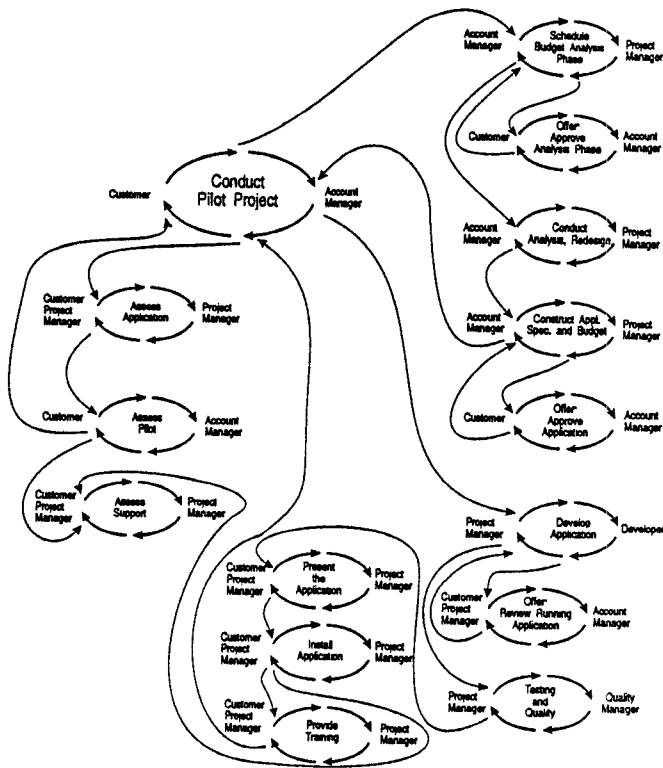 Account
Manager
Schedule
Budget Analysis
Phase
Project
Manager
Customer
Offer
Approve
Analysis Phase
Account
Manager
Customer
Conduct
Pilot Project
Account
Manager
Account
Manager
Conduct
Analysis, Redesign
Project
Manager
Customer
Project
Manager
Assess
Application
Project
Manager
Account
Manager
Construct Appl.
Spec. and Budget
Project
Manager
Customer
Assess
Pilot
Account
Manager
Customer
Offer
Approve
Application
Account
Manager
Customer
Project
Manager
Assess
Support
Project
Manager
Project
Manager
Develop
Application
Developer
Customer
Project
Manager
Present
the
Application
Project
Manager
Customer
Project
Manager
Offer
Review Running
Application
Account
Manager
Customer
Project
Manager
Install
Application
Project
Manager
Project
Manager
Testing
and
Quality
Quality
Manager
Customer
Project
Manager
Provide
Training
Project
Manager